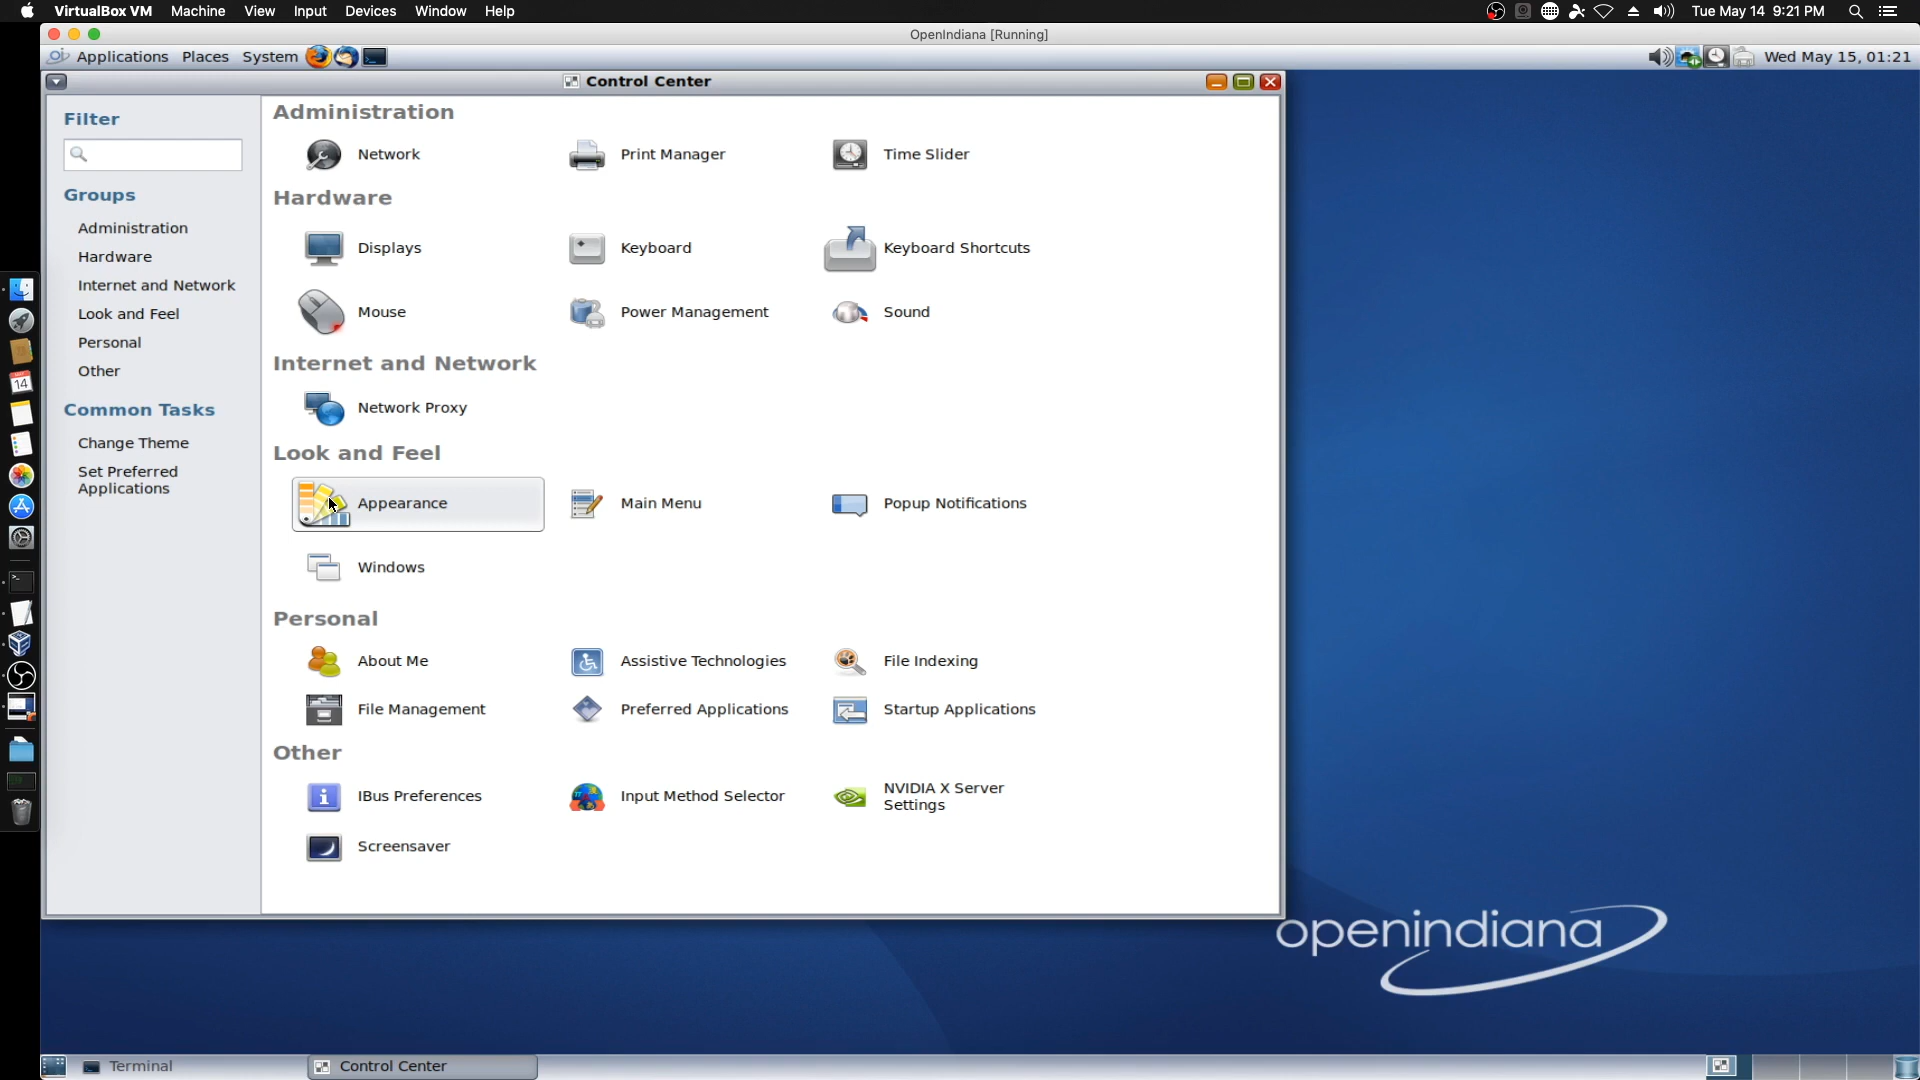 VirtualBox VM Machine View Input Devices Window Help Tue May 14 9:21 PM
OpenIndiana [Running]
Applications Places System Wed May 15, 01:21
Control Center
Filter
Groups
Administration
Hardware
Internet and Network
Look and Feel
Personal
Other
Common Tasks
Change Theme
Set Preferred
Applications
Administration
Network Print Manager Time Slider
Hardware
Displays Keyboard Keyboard Shortcuts
Mouse Power Management Sound
Internet and Network
Network Proxy
Look and Feel
Appearance Main Menu Popup Notifications
Windows
Personal
About Me Assistive Technologies File Indexing
File Management Preferred Applications Startup Applications
Other
IBus Preferences Input Method Selector NVIDIA X Server
Settings
Screensaver
14
openindiana
Terminal Control Center